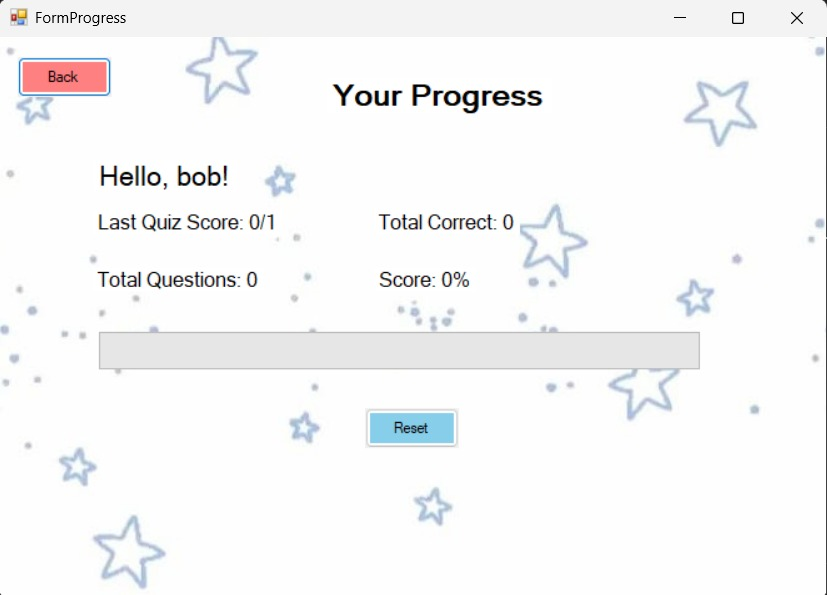 FormProgress
Back
Your Progress
Hello, bob!
Last Quiz Score: 0/1
Total Correct: 0
Total Questions: 0
Score: 0%
Reset